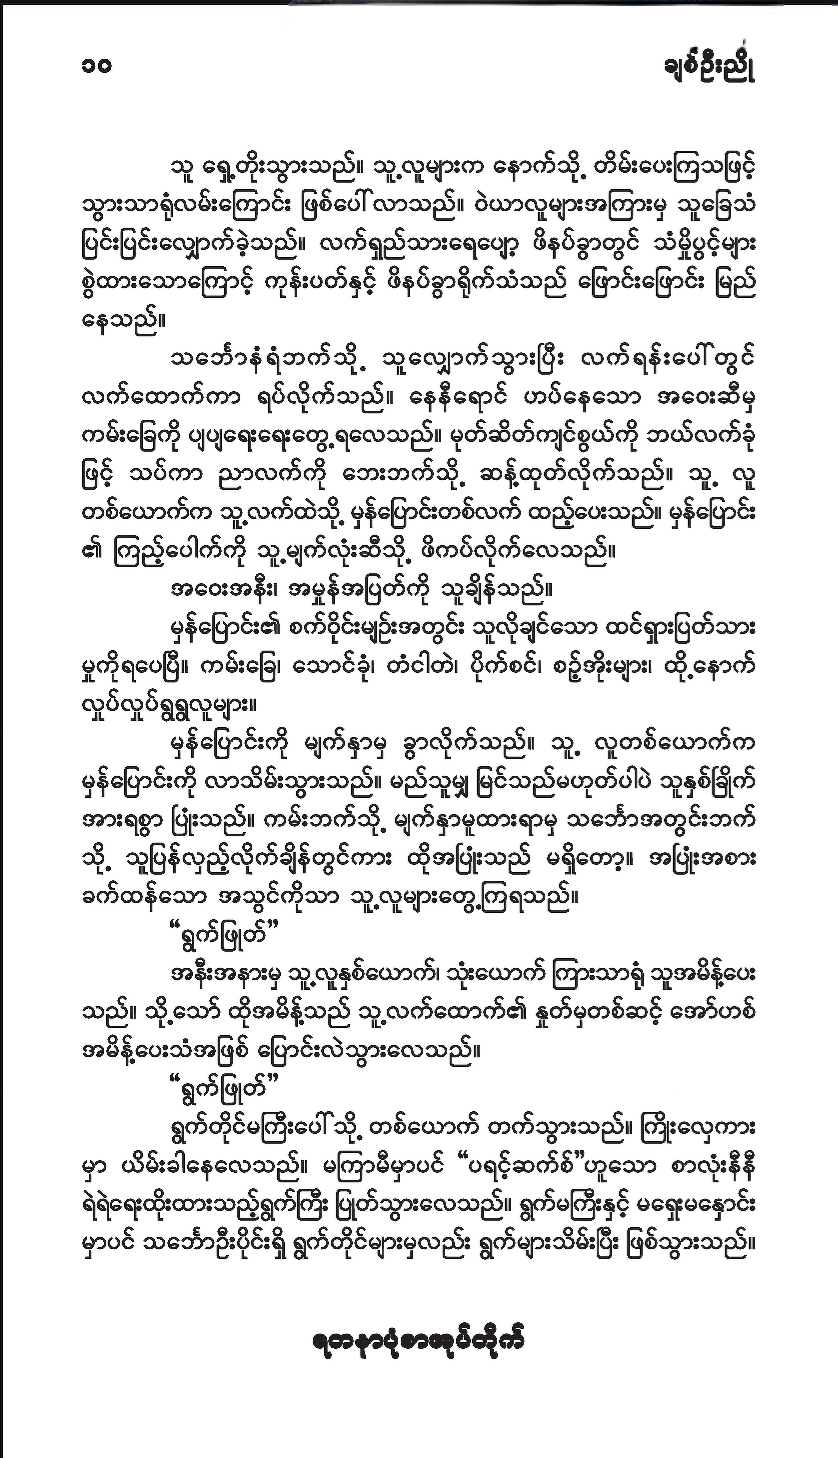 ၁၀
ချစ်ဦးညို
သူ ရှေ့တိုးသွားသည်။ သူ့လူများက နောက်သို့ တိမ်းပေးကြသဖြင့်
သွားသာရုံလမ်းကြောင်း ဖြစ်ပေါ်လာသည်။ ဝဲယာလူများအကြားမှ သူခြေသံ
ပြင်းပြင်းလျှောက်ခဲ့သည်။ လက်ရှည်သားရေပျော့ ဖိနပ်ခွာတွင် သံမှိုပွင့်များ
စွဲထားသောကြောင့် ကုန်းပတ်နှင့် ဖိနပ်ခွာရိုက်သံသည် ဖြောင်းဖြောင်း မြည်
နေသည်။
သင်္ဘောနံရံဘက်သို့ သူလျှောက်သွားပြီး လက်ရန်းပေါ်တွင်
လက်ထောက်ကာ ရပ်လိုက်သည်။ နေနီရောင် ဟပ်နေသော အဝေးဆီမှ
ကမ်းခြေကို ပျပျရေးရေးတွေ့ရလေသည်။ မုတ်ဆိတ်ကျင်စွယ်ကို ဘယ်လက်ခုံ
ဖြင့် သပ်ကာ ညာလက်ကို ဘေးဘက်သို့ ဆန့်ထုတ်လိုက်သည်။ သူ့ လူ
တစ်ယောက်က သူ့လက်ထဲသို့ မှန်ပြောင်းတစ်လက် ထည့်ပေးသည်။ မှန်ပြောင်း
၏ ကြည့်ပေါက်ကို သူ့မျက်လုံးဆီသို့ ဖိကပ်လိုက်လေသည်။
အဝေးအနီး၊ အမှုန်အပြတ်ကို သူချိန်သည်။
မှန်ပြောင်း၏ စက်ဝိုင်းမျဉ်းအတွင်း သူလိုချင်သော ထင်ရှားပြတ်သား
မှုကိုရပေပြီ။ ကမ်းခြေ၊ သောင်ခုံ၊ တံငါတဲ၊ ပိုက်စင်၊ စဉ့်အိုးများ၊ ထို့နောက်
လှုပ်လှုပ်ရွရွလူများ။
မှန်ပြောင်းကို မျက်နှာမှ ခွာလိုက်သည်။ သူ့ လူတစ်ယောက်က
မှန်ပြောင်းကို လာသိမ်းသွားသည်။ မည်သူမျှ မြင်သည်မဟုတ်ပါပဲ သူနှစ်ခြိုက်
အားရစွာ ပြုံးသည်။ ကမ်းဘက်သို့ မျက်နှာမူထားရာမှ သင်္ဘောအတွင်းဘက်
သို့ သူပြန်လှည့်လိုက်ချိန်တွင်ကား ထိုအပြုံးသည် မရှိတော့။ အပြုံးအစား
ခက်ထန်သော အသွင်ကိုသာ သူ့လူများတွေ့ကြရသည်။
“ရွက်ဖြုတ်”
အနီးအနားမှ သူ့လူနှစ်ယောက်၊ သုံးယောက် ကြားသာရုံ သူအမိန့်ပေး
သည်။ သို့သော် ထိုအမိန့်သည် သူ့လက်ထောက်၏ နှုတ်မှတစ်ဆင့် အော်ဟစ်
အမိန့်ပေးသံအဖြစ် ပြောင်းလဲသွားလေသည်။
“ရွက်ဖြုတ်”
ရွက်တိုင်မကြီးပေါ်သို့ တစ်ယောက် တက်သွားသည်။ ကြိုးလှေကား
မှာ ယိမ်းခါနေလေသည်။ မကြာမီမှာပင် “ပရင့်ဆက်စ်”ဟူသော စာလုံးနီနီ
ရဲရဲရေးထိုးထားသည့်ရွက်ကြီး ပြုတ်သွားလေသည်။ ရွက်မကြီးနှင့် မရှေးမနှောင်း
မှာပင် သင်္ဘောဦးပိုင်းရှိ ရွက်တိုင်များမှလည်း ရွက်များသိမ်းပြီး ဖြစ်သွားသည်။
ရတနာပုံစာအုပ်တိုက်